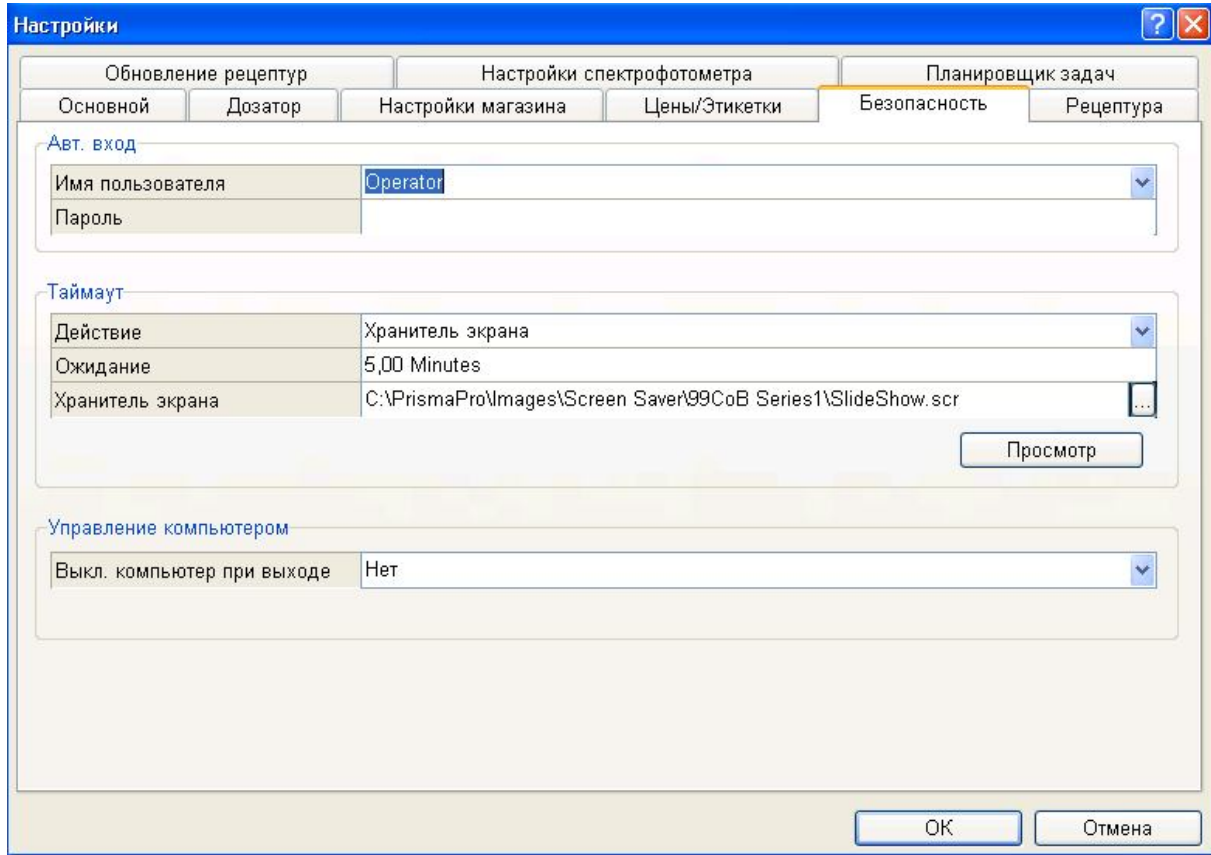 Настройки
Обновление рецептур Настройки спектрофотометра Планировщик задач
Основной Дозатор Настройки магазина Цены/Этикетки Безопасность Рецептура
Авт. вход
Имя пользователя Operator
Пароль
Таймаут
Действие Хранитель экрана
Ожидание 5,00 Minutes
Хранитель экрана C:\PrismaPro\Images\Screen Saver\99CoB Series1\SlideShow.scr ...
Просмотр
Управление компьютером
Выкл. компьютер при выходе Нет
ОК Отмена